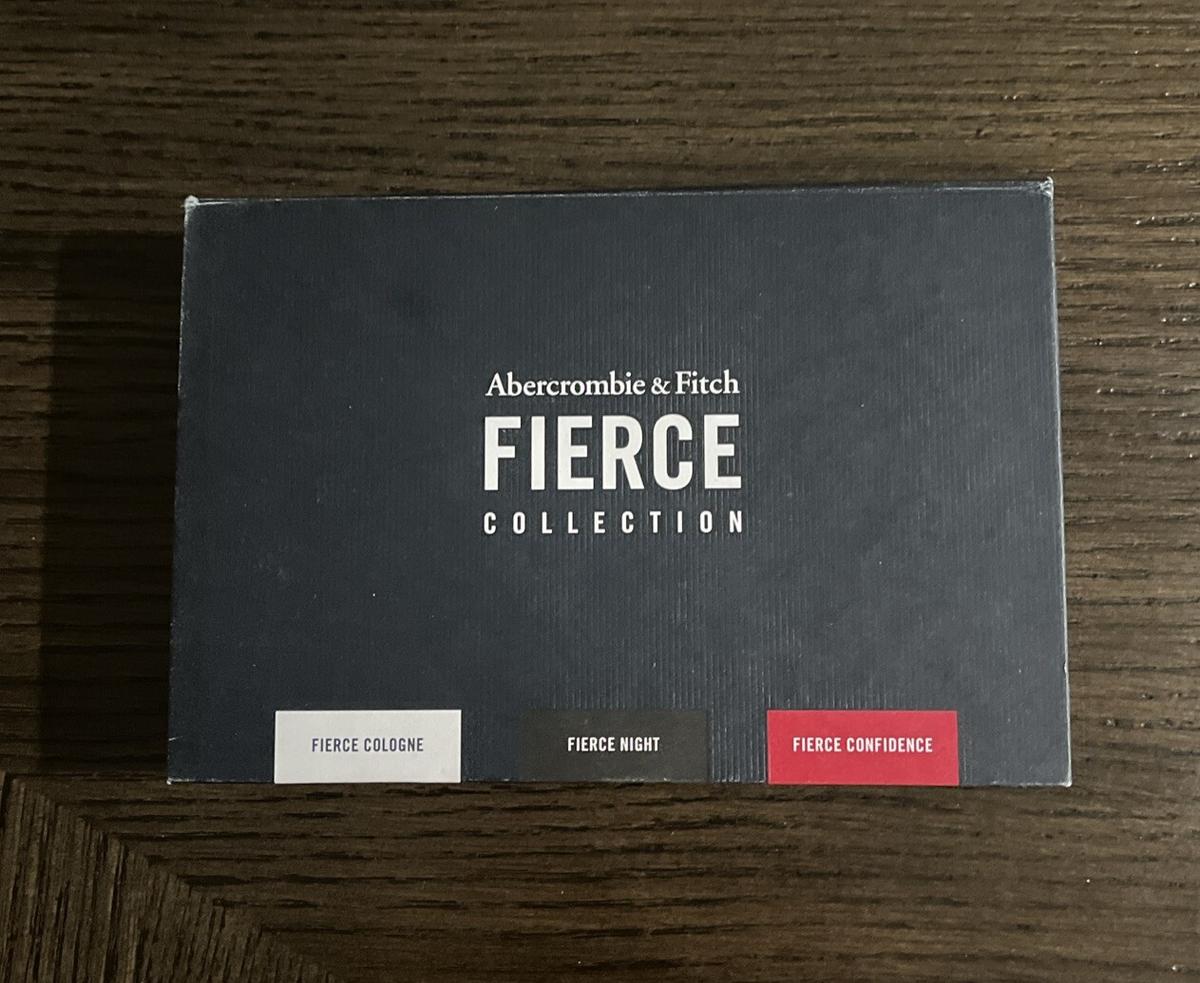 Abercrombie & Fitch
FIERCE
COLLECTION
FIERCE COLOGNE
FIERCE NIGHT
FIERCE CONFIDENCE